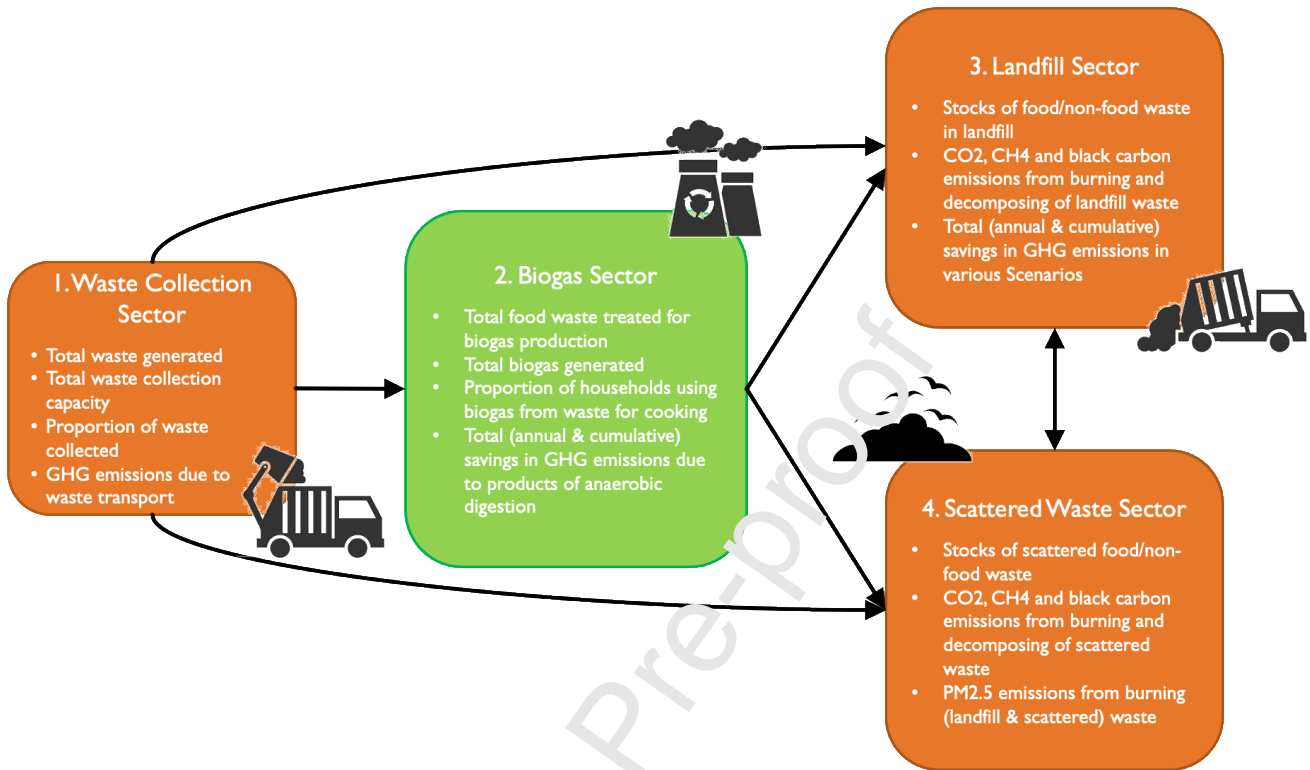 1. Waste Collection
Sector
• Total waste generated
• Total waste collection
capacity
• Proportion of waste
collected
• GHG emissions due to
waste transport
2. Biogas Sector
• Total food waste treated for
biogas production
• Total biogas generated
• Proportion of households using
biogas from waste for cooking
• Total (annual & cumulative)
savings in GHG emissions due
to products of anaerobic
digestion
3. Landfill Sector
• Stocks of food/non-food waste
in landfill
• CO2, CH4 and black carbon
emissions from burning and
decomposing of landfill waste
• Total (annual & cumulative)
savings in GHG emissions in
various Scenarios
4. Scattered Waste Sector
• Stocks of scattered food/non-
food waste
• CO2, CH4 and black carbon
emissions from burning and
decomposing of scattered
waste
• PM2.5 emissions from burning
(landfill & scattered) waste
Pre-proof